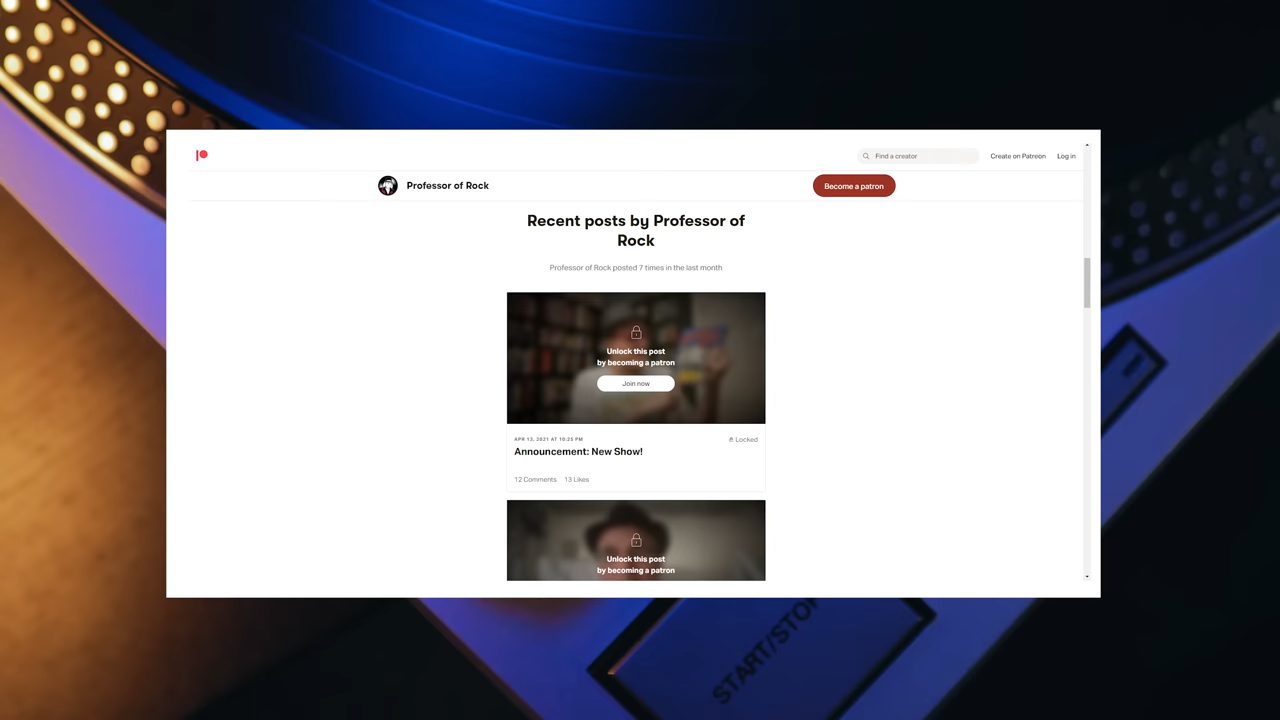 Find a creator
Create on Patreon
Log in
Professor of Rock
Become a patron
Recent posts by Professor of
Rock
Professor of Rock posted 7 times in the last month
Unlock this post
by becoming a patron
Join now
APR 13, 2021 AT 10:25 PM
Locked
Announcement: New Show!
12 Comments
13 Likes
Unlock this post
by becoming a patron
START/STOP